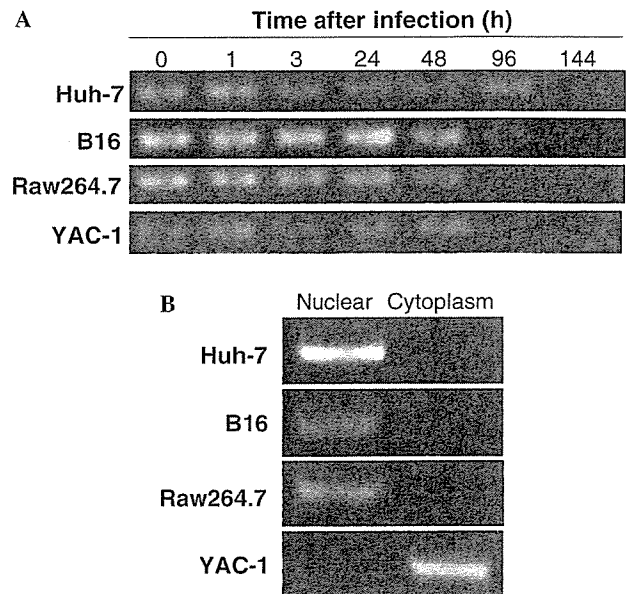 A
Time after infection (h)
0 1 3 24 48 96 144
Huh-7
B16
Raw264.7
YAC-1
B
Nuclear Cytoplasm
Huh-7
B16
Raw264.7
YAC-1